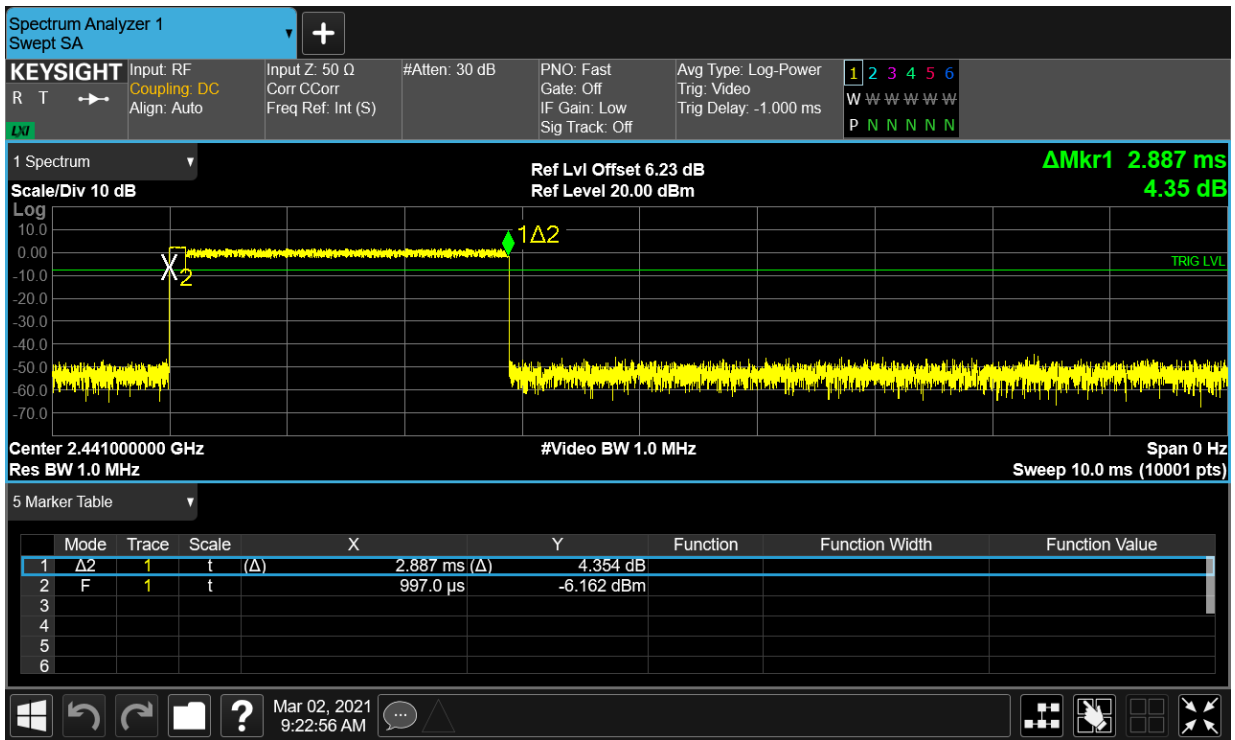 Spectrum Analyzer 1
Swept SA
KEYSIGHT
R T
LXI
Input: RF
Coupling: DC
Align: Auto
Input Z: 50 Ω
Corr CCorr
Freq Ref: Int (S)
#Atten: 30 dB
PNO: Fast
Gate: Off
IF Gain: Low
Sig Track: Off
Avg Type: Log-Power
Trig: Video
Trig Delay: -1.000 ms
1 2 3 4 5 6
W W W W W W
P N N N N N
1 Spectrum
Scale/Div 10 dB
Ref Lvl Offset 6.23 dB
Ref Level 20.00 dBm
ΔMkr1 2.887 ms
4.35 dB
Log
10.0
0.00
-10.0
-20.0
-30.0
-40.0
-50.0
-60.0
-70.0
1Δ2
2
TRIG LVL
Center 2.441000000 GHz
#Video BW 1.0 MHz
Span 0 Hz
Res BW 1.0 MHz
Sweep 10.0 ms (10001 pts)
5 Marker Table
Mode Trace Scale X Y Function Function Width Function Value
1 Δ2 1 t (Δ) 2.887 ms (Δ) 4.354 dB
2 F 1 t 997.0 µs -6.162 dBm
3
4
5
6
?
Mar 02, 2021
9:22:56 AM